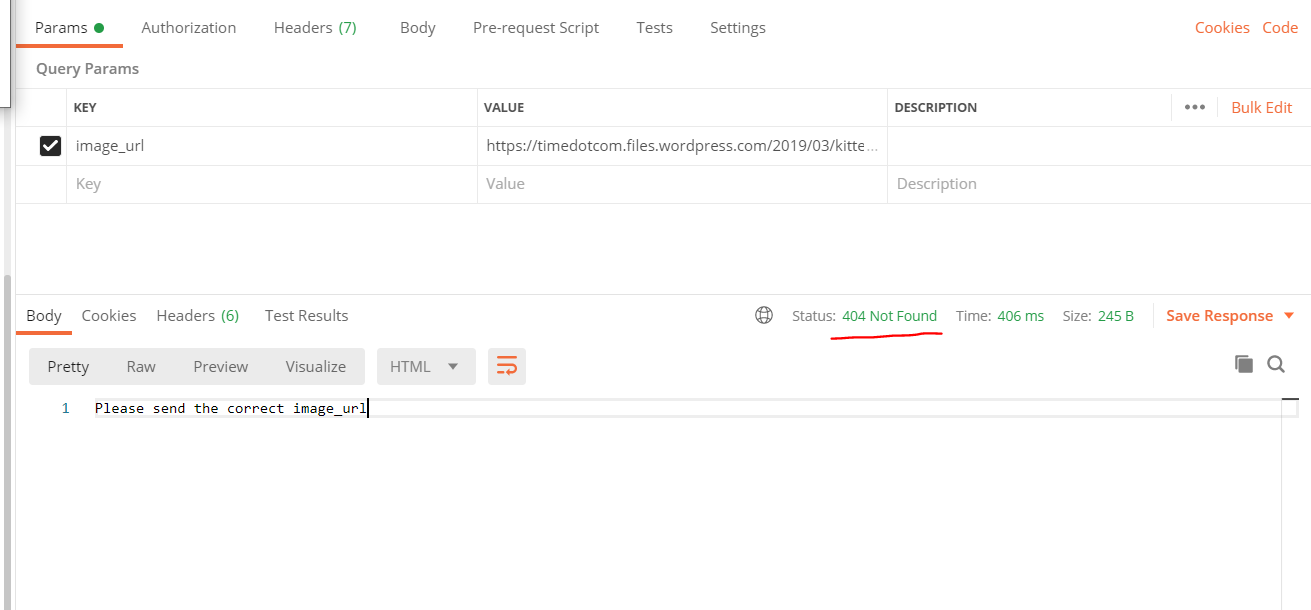 Params Authorization Headers (7) Body Pre-request Script Tests Settings Cookies Code
Query Params
KEY VALUE DESCRIPTION ••• Bulk Edit
image_url https://timedotcom.files.wordpress.com/2019/03/kitte...
Key Value Description
Body Cookies Headers (6) Test Results Status: 404 Not Found Time: 406 ms Size: 245 B Save Response
Pretty Raw Preview Visualize HTML
1 Please send the correct image_url